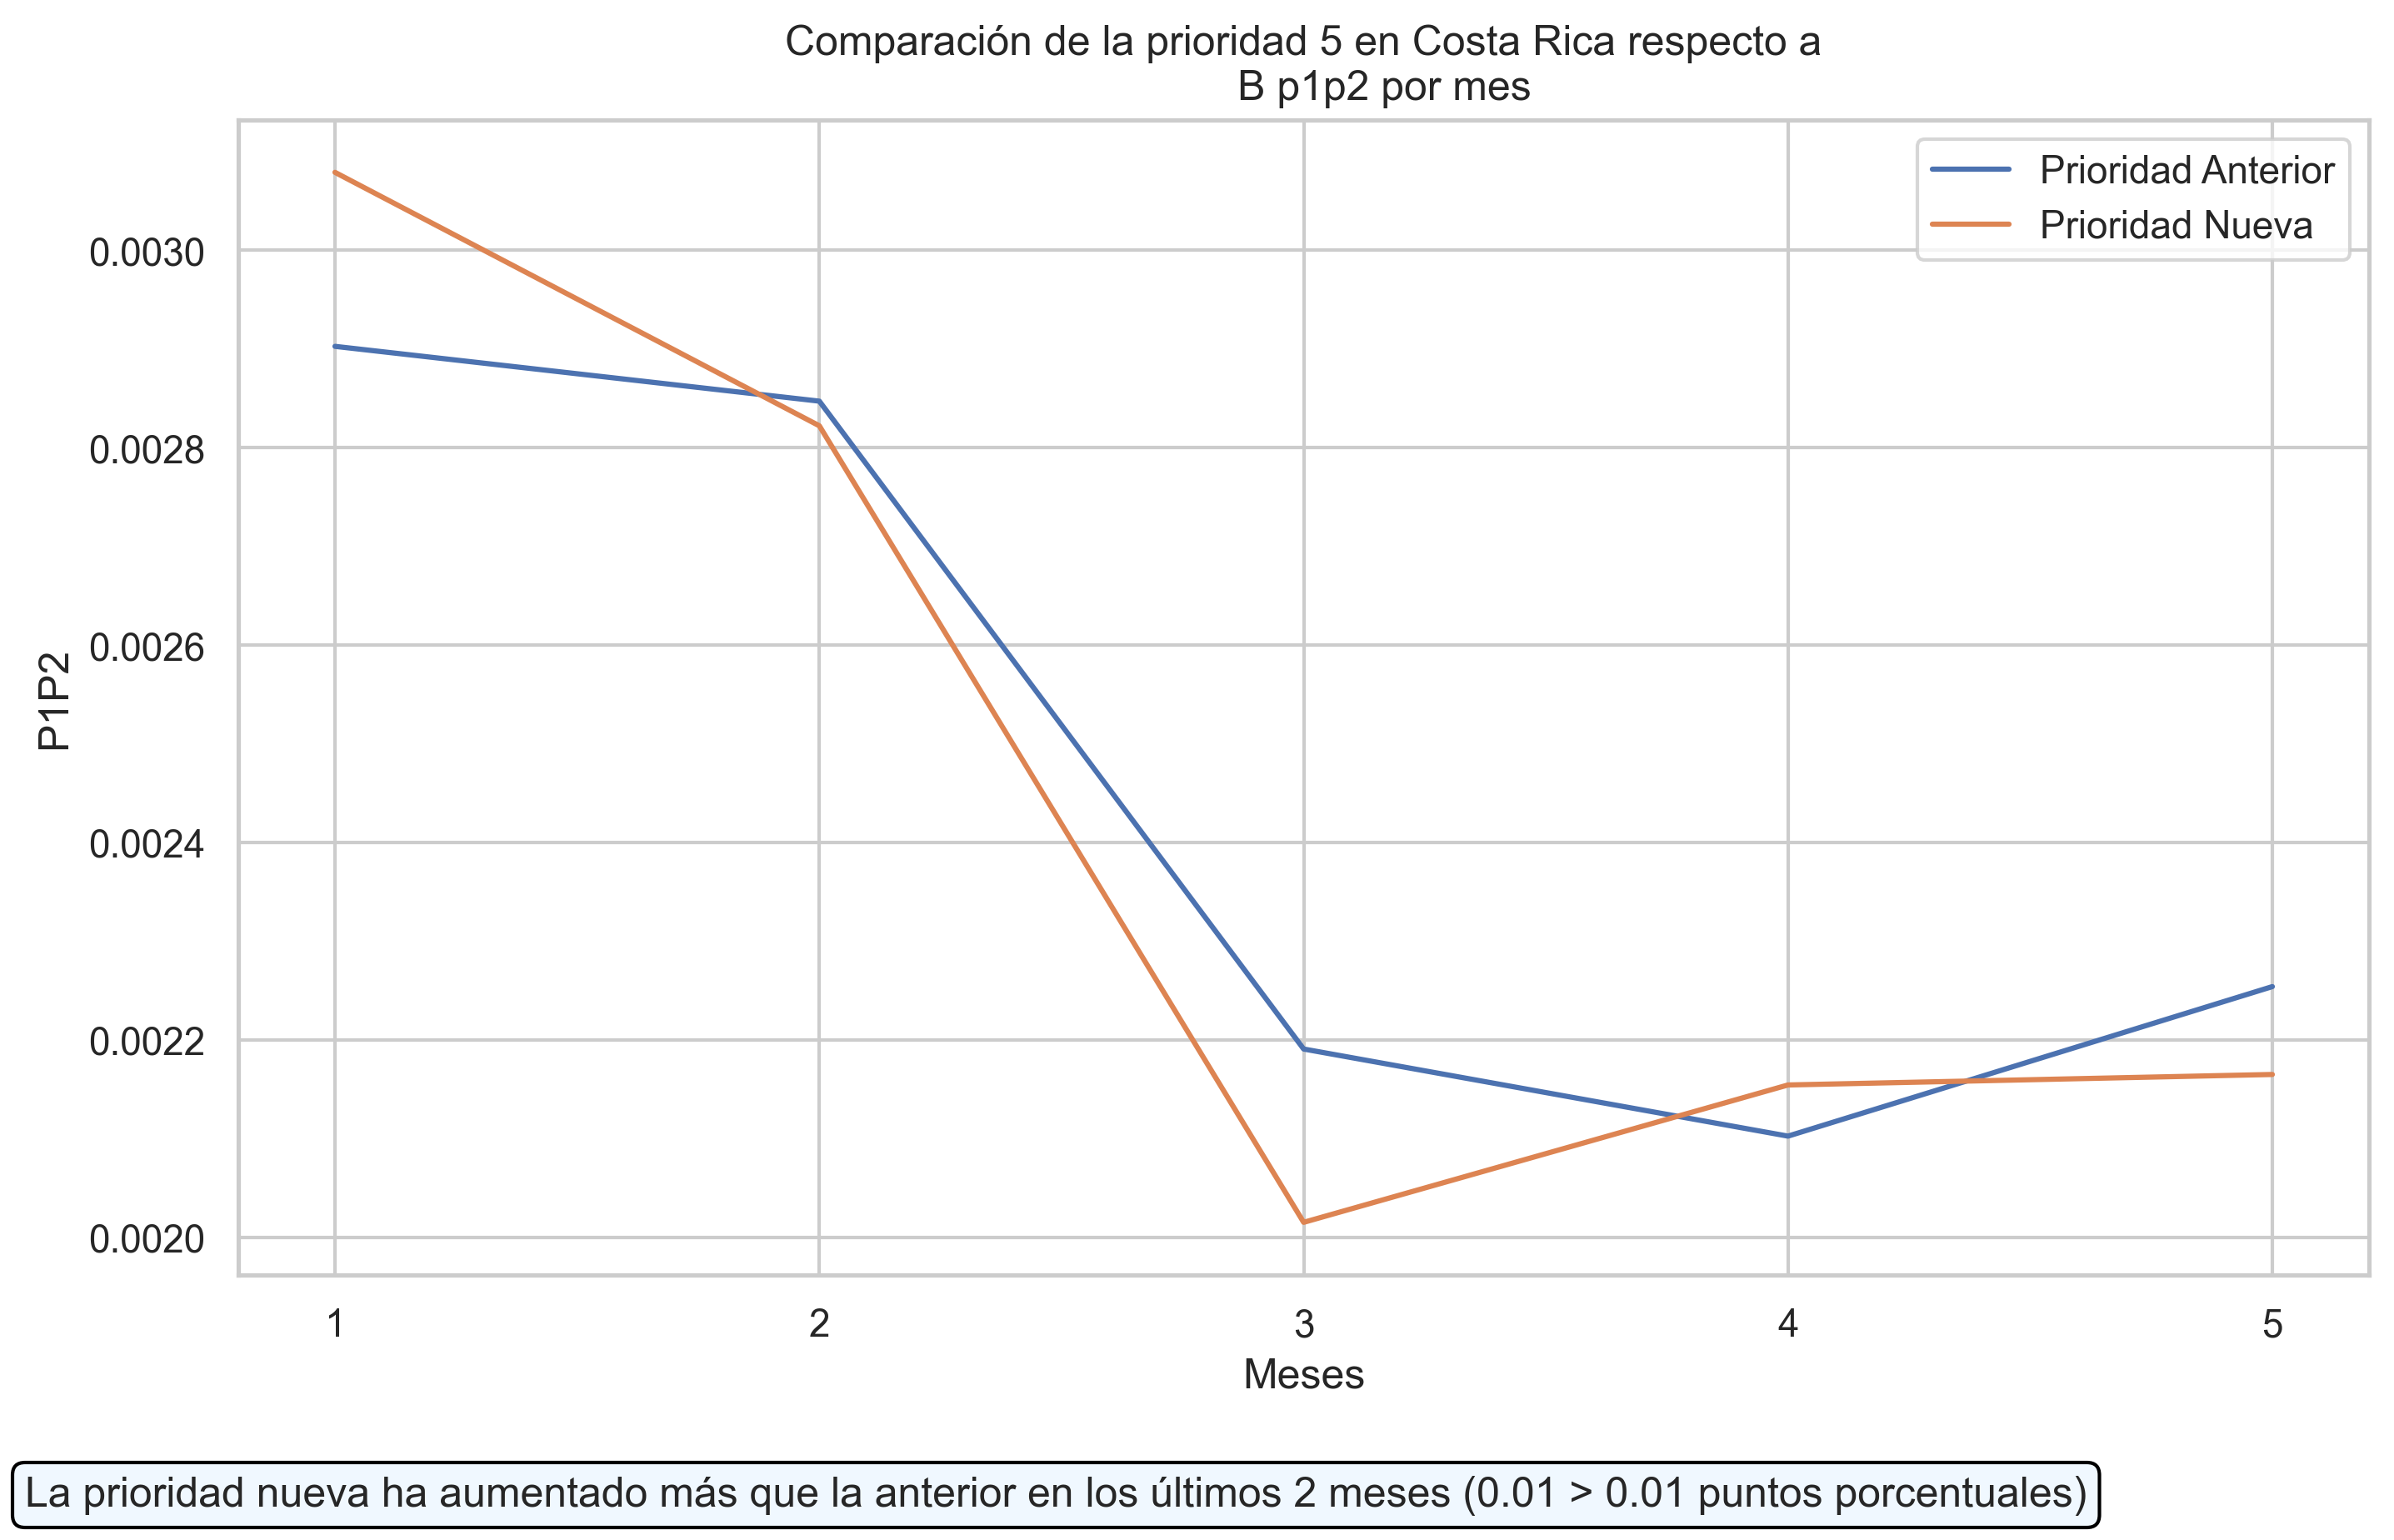 Comparación de la prioridad 5 en Costa Rica respecto a
B p1p2 por mes
Prioridad Anterior
Prioridad Nueva
P1P2
0.0030
0.0028
0.0026
0.0024
0.0022
0.0020
1 2 3 4 5
Meses
La prioridad nueva ha aumentado más que la anterior en los últimos 2 meses (0.01 > 0.01 puntos porcentuales)